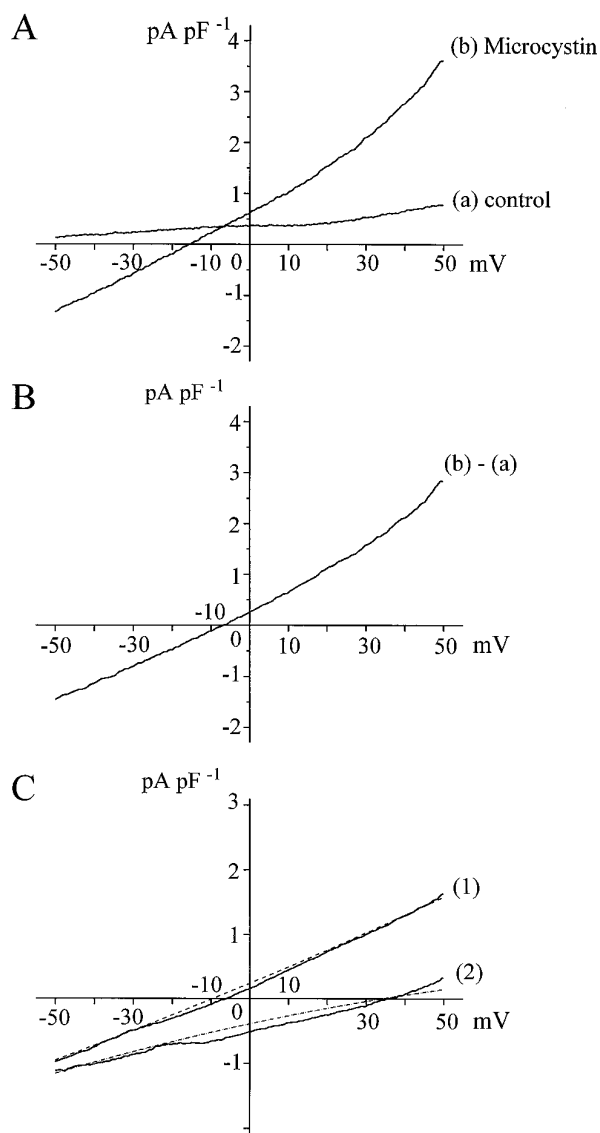 A
pA pF -1
4
(b) Microcystin
3
2
1
(a) control
-50 -30 -10 0 10 30 50 mV
-1
-2
B
pA pF -1
4
(b) - (a)
3
2
1
-10
-50 -30 0 10 30 50 mV
-1
-2
C
pA pF -1
3
2
(1)
1
(2)
-10 10
-50 -30 0 30 50 mV
-1